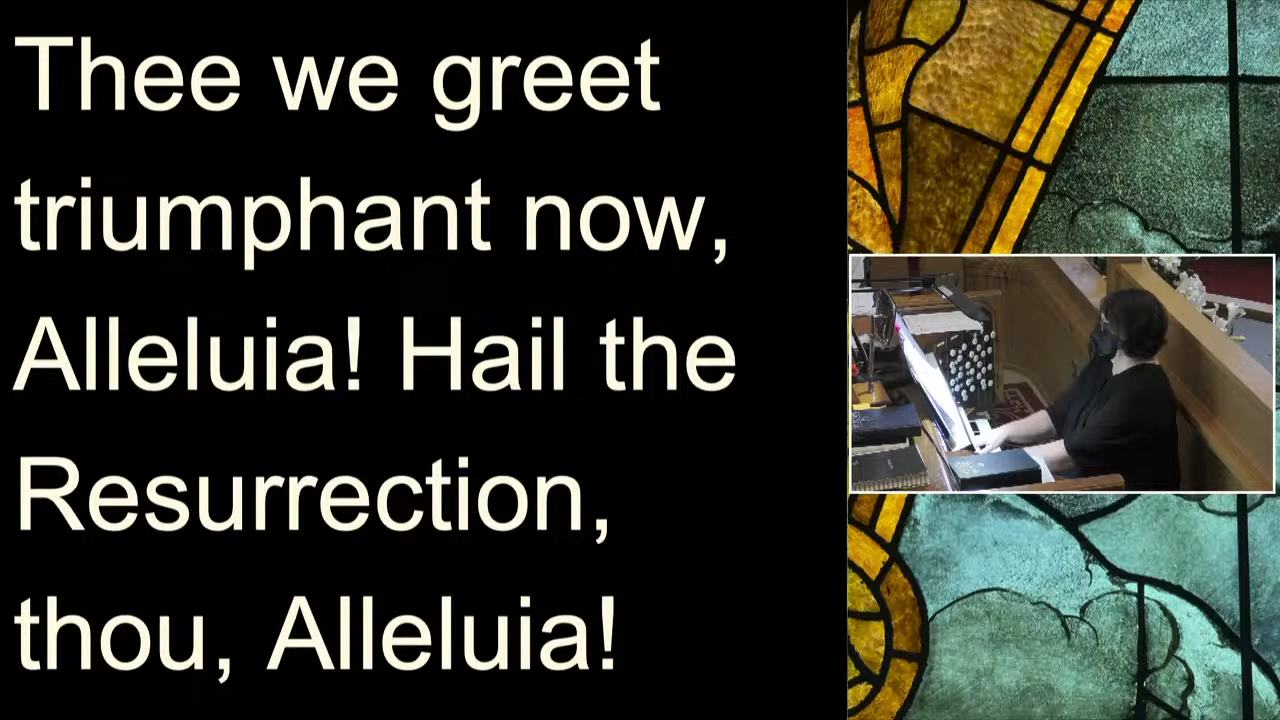 Thee we greet
triumphant now,
Alleluia! Hail the
Resurrection,
thou, Alleluia!